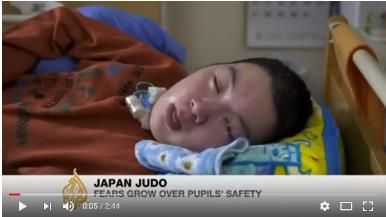 JAPAN JUDO
FEARS GROW OVER PUPILS' SAFETY
0:05 / 2:44